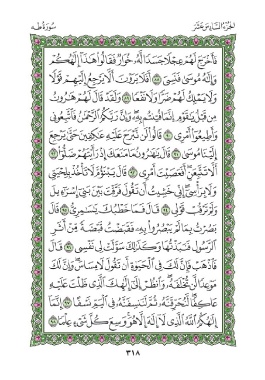 الجزء السادس عشر سورة طه
فَأَخْرَجَ لَهُمْ عِجْلًا جَسَدًا لَّهُۥ خُوَارٌ فَقَالُوا۟ هَـٰذَآ إِلَـٰهُكُمْ
وَإِلَـٰهُ مُوسَىٰ فَنَسِىَ ٨٨ أَفَلَا يَرَوْنَ أَلَّا يَرْجِعُ إِلَيْهِمْ قَوْلًا
وَلَا يَمْلِكُ لَهُمْ ضَرًّا وَلَا نَفْعًا ٨٩ وَلَقَدْ قَالَ لَهُمْ هَـٰرُونُ
مِن قَبْلُ يَـٰقَوْمِ إِنَّمَا فُتِنتُم بِهِۦ وَإِنَّ رَبَّكُمُ ٱلرَّحْمَـٰنُ فَٱتَّبِعُونِى
وَأَطِيعُوٓا۟ أَمْرِى ٩٠ قَالُوا۟ لَن نَّبْرَحَ عَلَيْهِ عَـٰكِفِينَ حَتَّىٰ يَرْجِعَ
إِلَيْنَا مُوسَىٰ ٩١ قَالَ يَـٰهَـٰرُونُ مَا مَنَعَكَ إِذْ رَأَيْتَهُمْ ضَلُّوٓا۟ ٩٢
أَلَّا تَتَّبِعَنِ أَفَعَصَيْتَ أَمْرِى ٩٣ قَالَ يَبْنَؤُمَّ لَا تَأْخُذْ بِلِحْيَتِى
وَلَا بِرَأْسِىٓ إِنِّى خَشِيتُ أَن تَقُولَ فَرَّقْتَ بَيْنَ بَنِىٓ إِسْرَٰٓءِيلَ
وَلَمْ تَرْقُبْ قَوْلِى ٩٤ قَالَ فَمَا خَطْبُكَ يَـٰسَـٰمِرِىُّ ٩٥ قَالَ
بَصُرْتُ بِمَا لَمْ يَبْصُرُوا۟ بِهِۦ فَقَبَضْتُ قَبْضَةً مِّنْ أَثَرِ
ٱلرَّسُولِ فَنَبَذْتُهَا وَكَذَٰلِكَ سَوَّلَتْ لِى نَفْسِى ٩٦ قَالَ
فَٱذْهَبْ فَإِنَّ لَكَ فِى ٱلْحَيَوٰةِ أَن تَقُولَ لَا مِسَاسَ وَإِنَّ لَكَ
مَوْعِدًا لَّن تُخْلَفَهُۥ وَٱنظُرْ إِلَىٰٓ إِلَـٰهِكَ ٱلَّذِى ظَلْتَ عَلَيْهِ
عَاكِفًا لَّنُحَرِّقَنَّهُۥ ثُمَّ لَنَنسِفَنَّهُۥ فِى ٱلْيَمِّ نَسْفًا ٩٧ إِنَّمَآ
إِلَـٰهُكُمُ ٱللَّهُ ٱلَّذِى لَآ إِلَـٰهَ إِلَّا هُوَ وَسِعَ كُلَّ شَىْءٍ عِلْمًا ٩٨
٣١٨